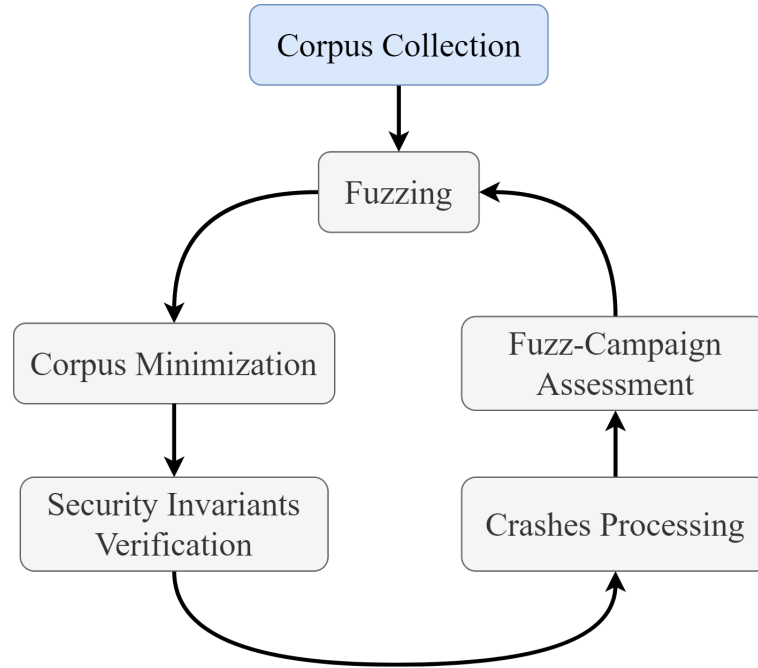 Corpus Collection
Fuzzing
Corpus Minimization
Security Invariants
Verification
Crashes Processing
Fuzz-Campaign
Assessment